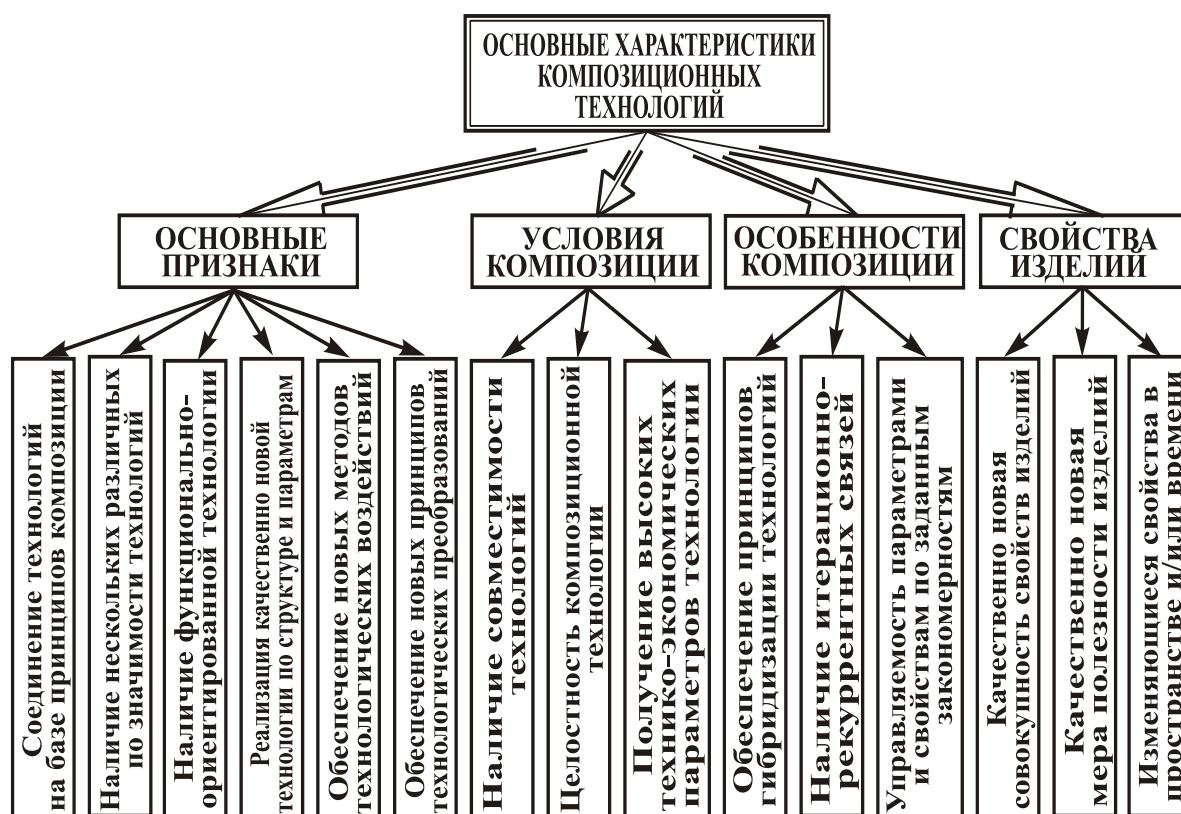 ОСНОВНЫЕ ХАРАКТЕРИСТИКИ
КОМПОЗИЦИОННЫХ
ТЕХНОЛОГИЙ
ОСНОВНЫЕ
ПРИЗНАКИ
УСЛОВИЯ
КОМПОЗИЦИИ
ОСОБЕННОСТИ
КОМПОЗИЦИИ
СВОЙСТВА
ИЗДЕЛИЙ
Соединение технологий
на базе принципов композиции
Наличие нескольких различных
по значимости технологий
Наличие функционально-
ориентированной технологии
Реализация качественно новой
технологии по структуре и параметрам
Обеспечение новых методов
технологических воздействий
Обеспечение новых принципов
технологических преобразований
Наличие совместимости
технологий
Целостность композиционной
технологии
Получение высоких
технико-экономических
параметров технологии
Обеспечение принципов
гибридизации технологий
Наличие итерационно-
рекуррентных связей
Управляемость параметрами
и свойствам по заданным
закономерностям
Качественно новая
совокупность свойств изделий
Качественно новая
мера полезности изделий
Изменяющиеся свойства в
пространстве и/или времени